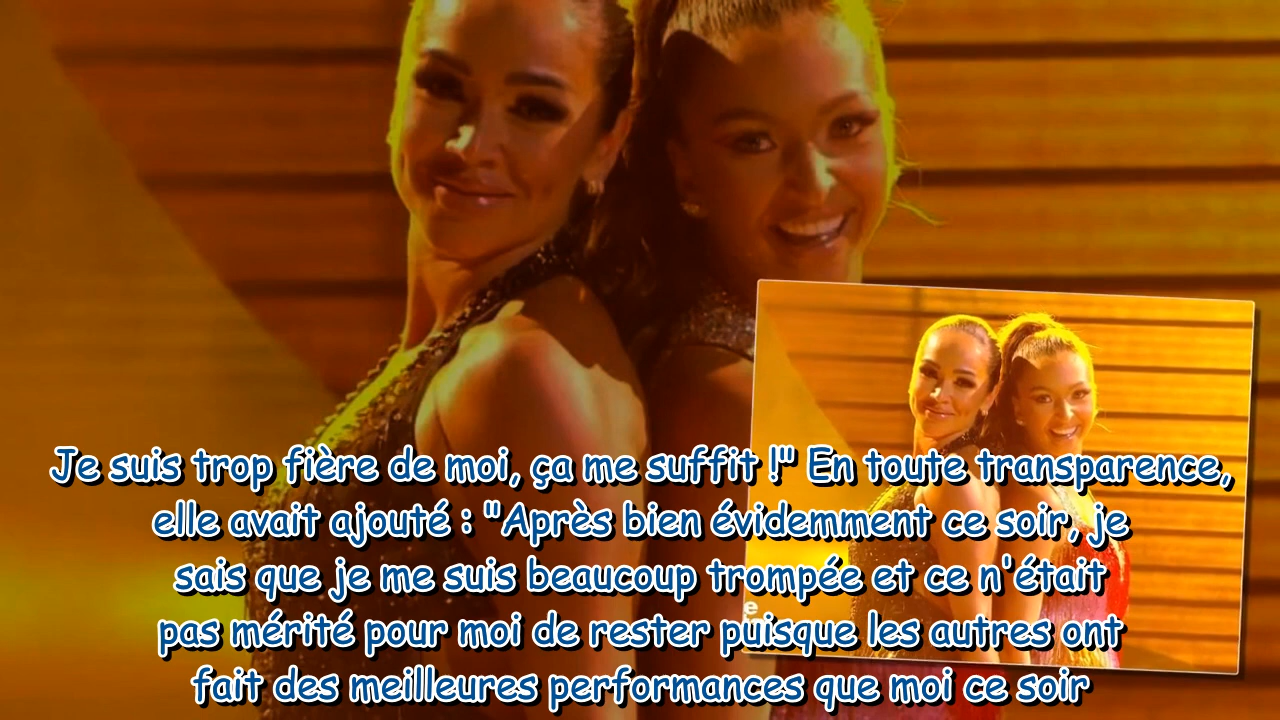 Je suis trop fière de moi, ça me suffit !" En toute transparence,
elle avait ajouté : "Après bien évidemment ce soir, je
sais que je me suis beaucoup trompée et ce n'était
pas mérité pour moi de rester puisque les autres ont
fait des meilleures performances que moi ce soir